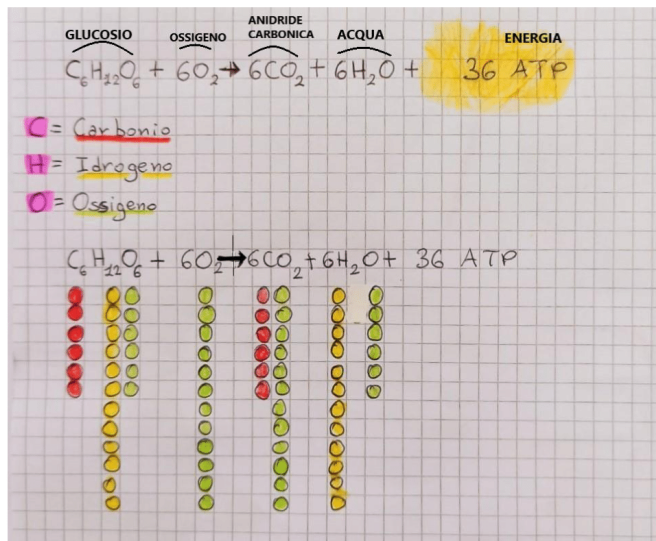 GLUCOSIO OSSIGENO ANIDRIDE CARBONICA ACQUA ENERGIA
C₆H₁₂O₆ + 6O₂ → 6CO₂ + 6H₂O + 36 ATP
C = Carbonio
H = Idrogeno
O = Ossigeno
C₆H₁₂O₆ + 6O₂ → 6CO₂ + 6H₂O + 36 ATP